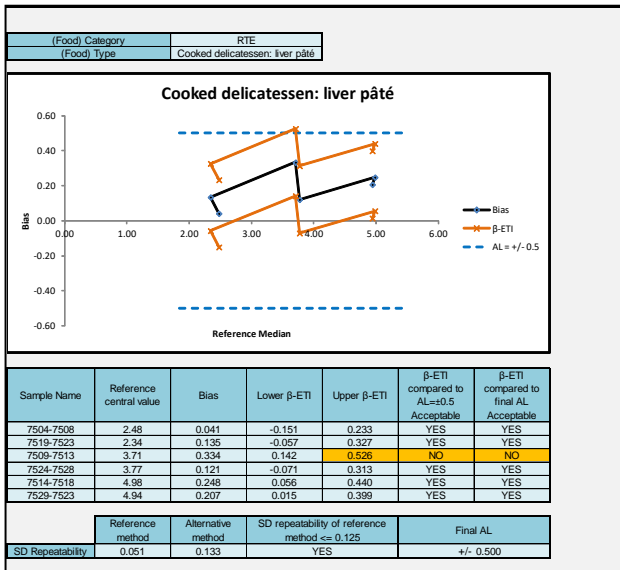 (Food) Category RTE
(Food) Type Cooked delicatessen: liver pâté
Cooked delicatessen: liver pâté
0.60
0.40
0.20
0.00
-0.20
-0.40
-0.60
0.00 1.00 2.00 3.00 4.00 5.00 6.00
Bias
Reference Median
Bias
β-ETI
AL = +/- 0.5
Sample Name Reference central value Bias Lower β-ETI Upper β-ETI β-ETI compared to AL=±0.5 Acceptable β-ETI compared to final AL Acceptable
7504-7508 2.48 0.041 -0.151 0.233 YES YES
7519-7523 2.34 0.135 -0.057 0.327 YES YES
7509-7513 3.71 0.334 0.142 0.526 NO NO
7524-7528 3.77 0.121 -0.071 0.313 YES YES
7514-7518 4.98 0.248 0.056 0.440 YES YES
7529-7523 4.94 0.207 0.015 0.399 YES YES
Reference method Alternative method SD repeatability of reference method <= 0.125 Final AL
SD Repeatability 0.051 0.133 YES +/- 0.500